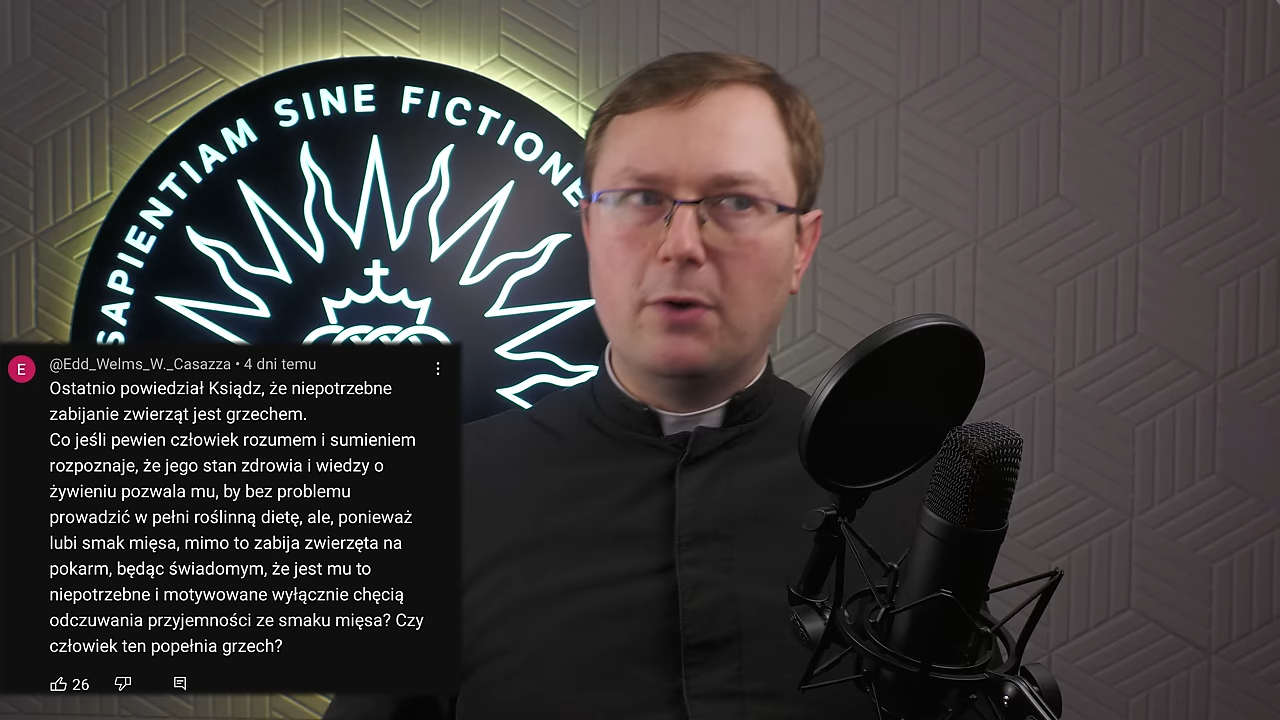 SAPIENTIAM SINE FICTIONE
E
@Edd_Welms_W._Casazza • 4 dni temu
Ostatnio powiedział Ksiądz, że niepotrzebne
zabijanie zwierząt jest grzechem.
Co jeśli pewien człowiek rozumem i sumieniem
rozpoznaje, że jego stan zdrowia i wiedzy o
żywieniu pozwala mu, by bez problemu
prowadzić w pełni roślinną dietę, ale, ponieważ
lubi smak mięsa, mimo to zabija zwierzęta na
pokarm, będąc świadomym, że jest mu to
niepotrzebne i motywowane wyłącznie chęcią
odczuwania przyjemności ze smaku mięsa? Czy
człowiek ten popełnia grzech?
26